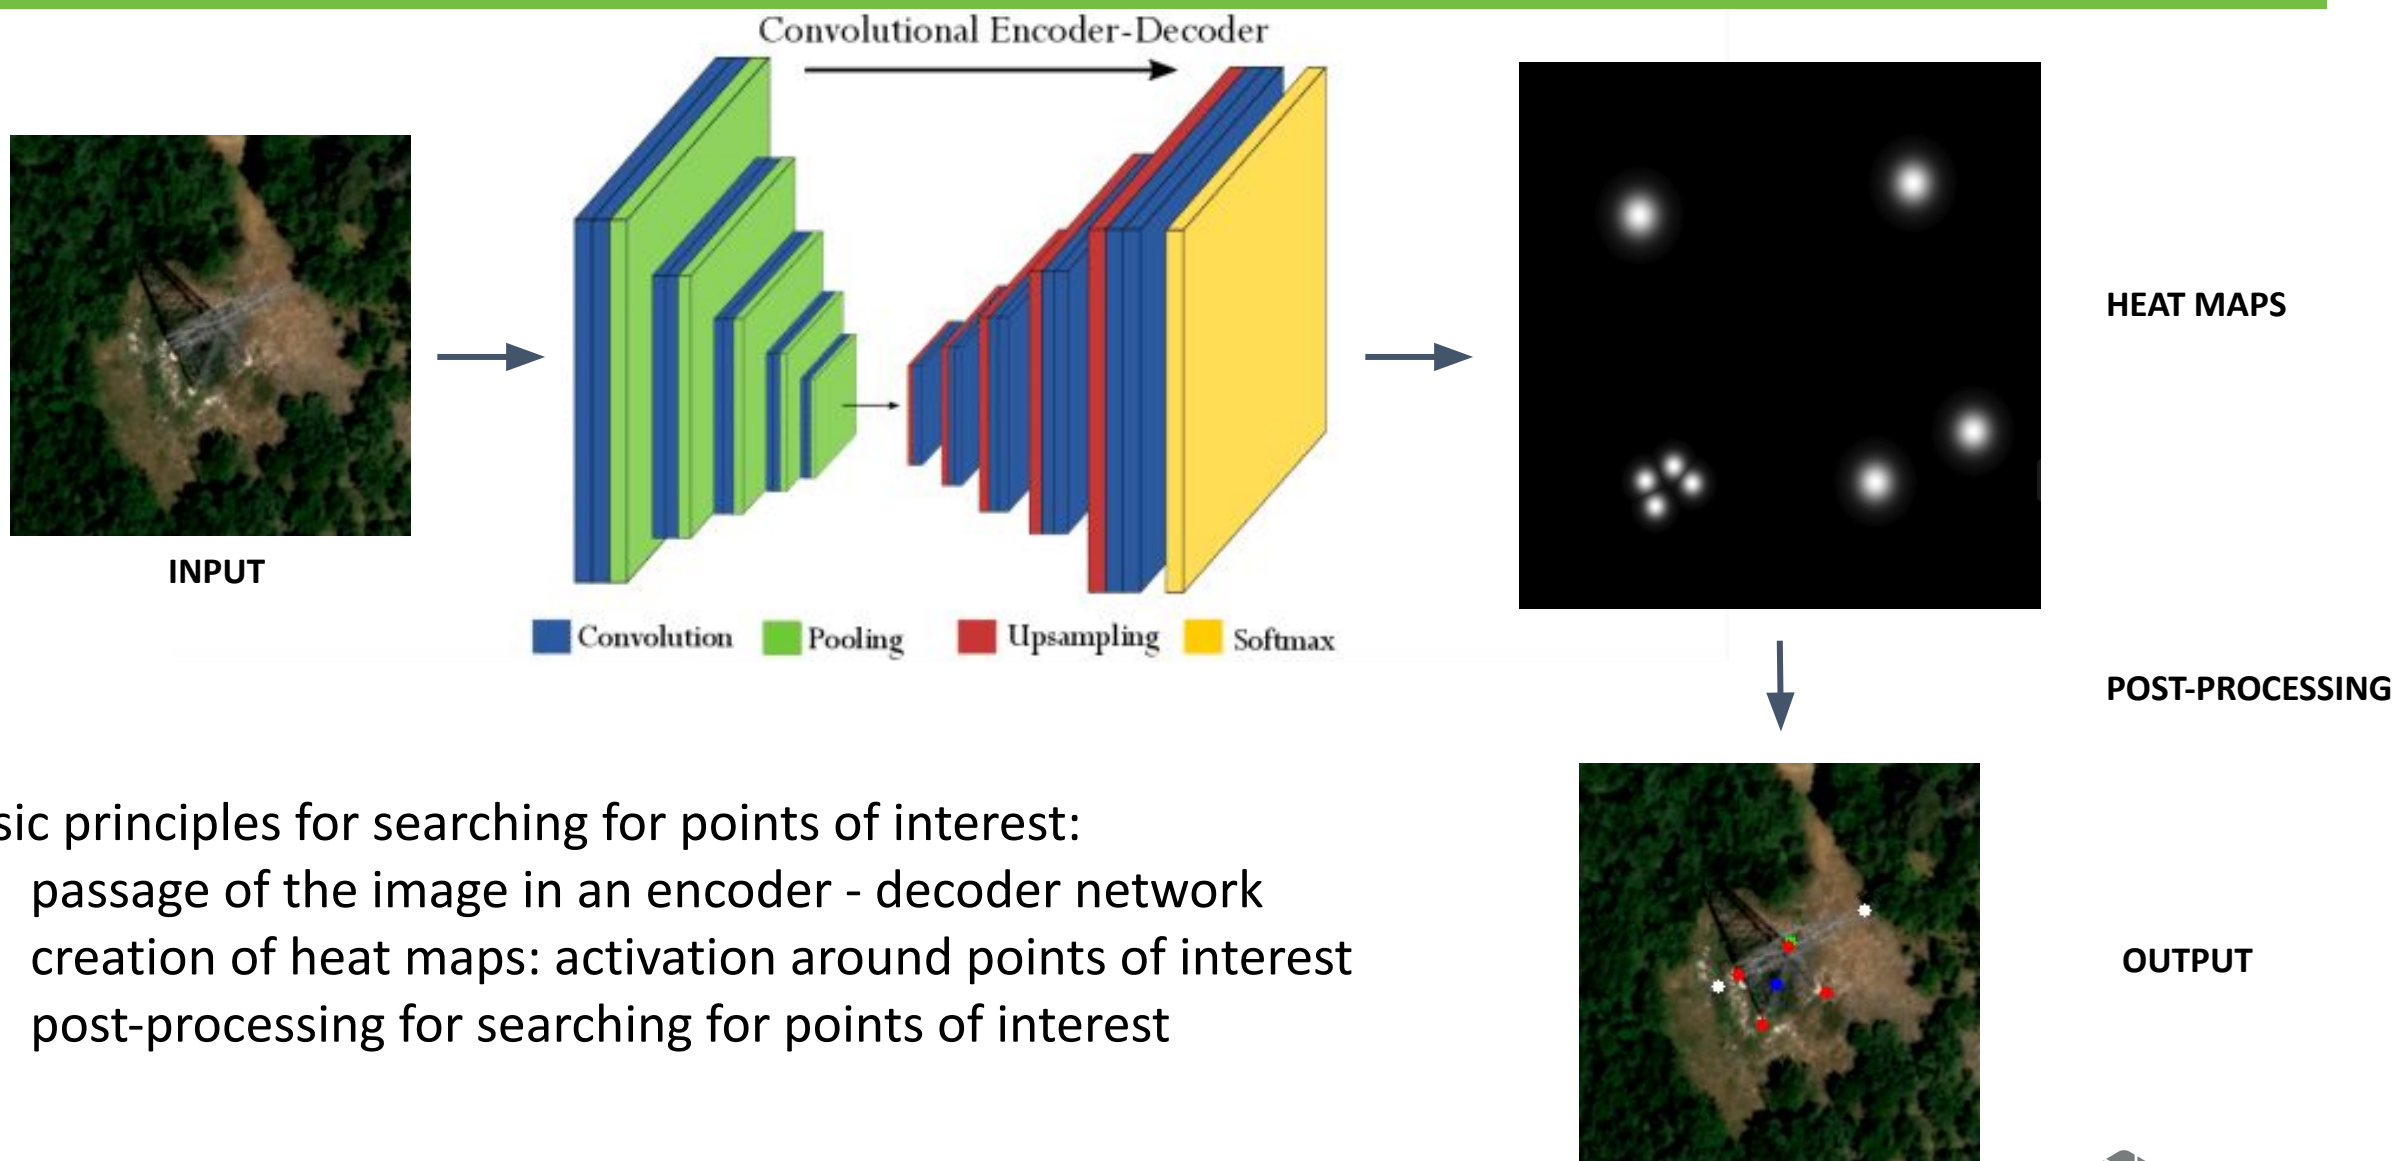 Convolutional Encoder-Decoder
INPUT
Convolution Pooling Upsampling Softmax
HEAT MAPS
POST-PROCESSING
sic principles for searching for points of interest:
passage of the image in an encoder - decoder network
creation of heat maps: activation around points of interest
post-processing for searching for points of interest
OUTPUT